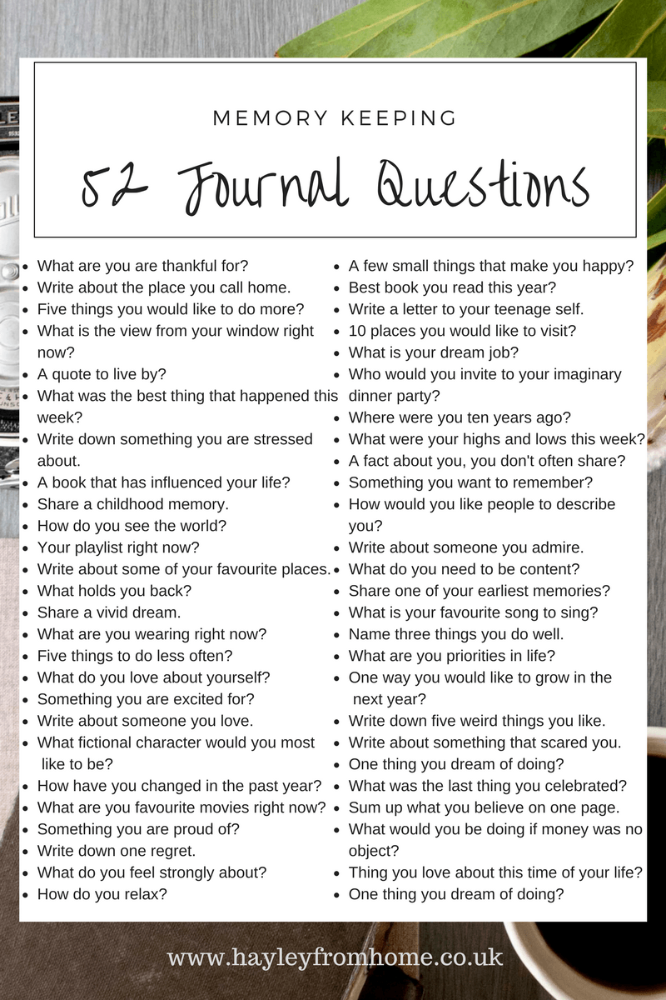 MEMORY KEEPING
52 Journal Questions
• What are you are thankful for?
• Write about the place you call home.
• Five things you would like to do more?
• What is the view from your window right
now?
• A quote to live by?
• What was the best thing that happened this
week?
• Write down something you are stressed
about.
• A book that has influenced your life?
• Share a childhood memory.
• How do you see the world?
• Your playlist right now?
• Write about some of your favourite places.
• What holds you back?
• Share a vivid dream.
• What are you wearing right now?
• Five things to do less often?
• What do you love about yourself?
• Something you are excited for?
• Write about someone you love.
• What fictional character would you most
like to be?
• How have you changed in the past year?
• What are you favourite movies right now?
• Something you are proud of?
• Write down one regret.
• What do you feel strongly about?
• How do you relax?
• A few small things that make you happy?
• Best book you read this year?
• Write a letter to your teenage self.
• 10 places you would like to visit?
• What is your dream job?
• Who would you invite to your imaginary
dinner party?
• Where were you ten years ago?
• What were your highs and lows this week?
• A fact about you, you don't often share?
• Something you want to remember?
• How would you like people to describe
you?
• Write about someone you admire.
• What do you need to be content?
• Share one of your earliest memories?
• What is your favourite song to sing?
• Name three things you do well.
• What are you priorities in life?
• One way you would like to grow in the
next year?
• Write down five weird things you like.
• Write about something that scared you.
• One thing you dream of doing?
• What was the last thing you celebrated?
• Sum up what you believe on one page.
• What would you be doing if money was no
object?
• Thing you love about this time of your life?
• One thing you dream of doing?
www.hayleyfromhome.co.uk